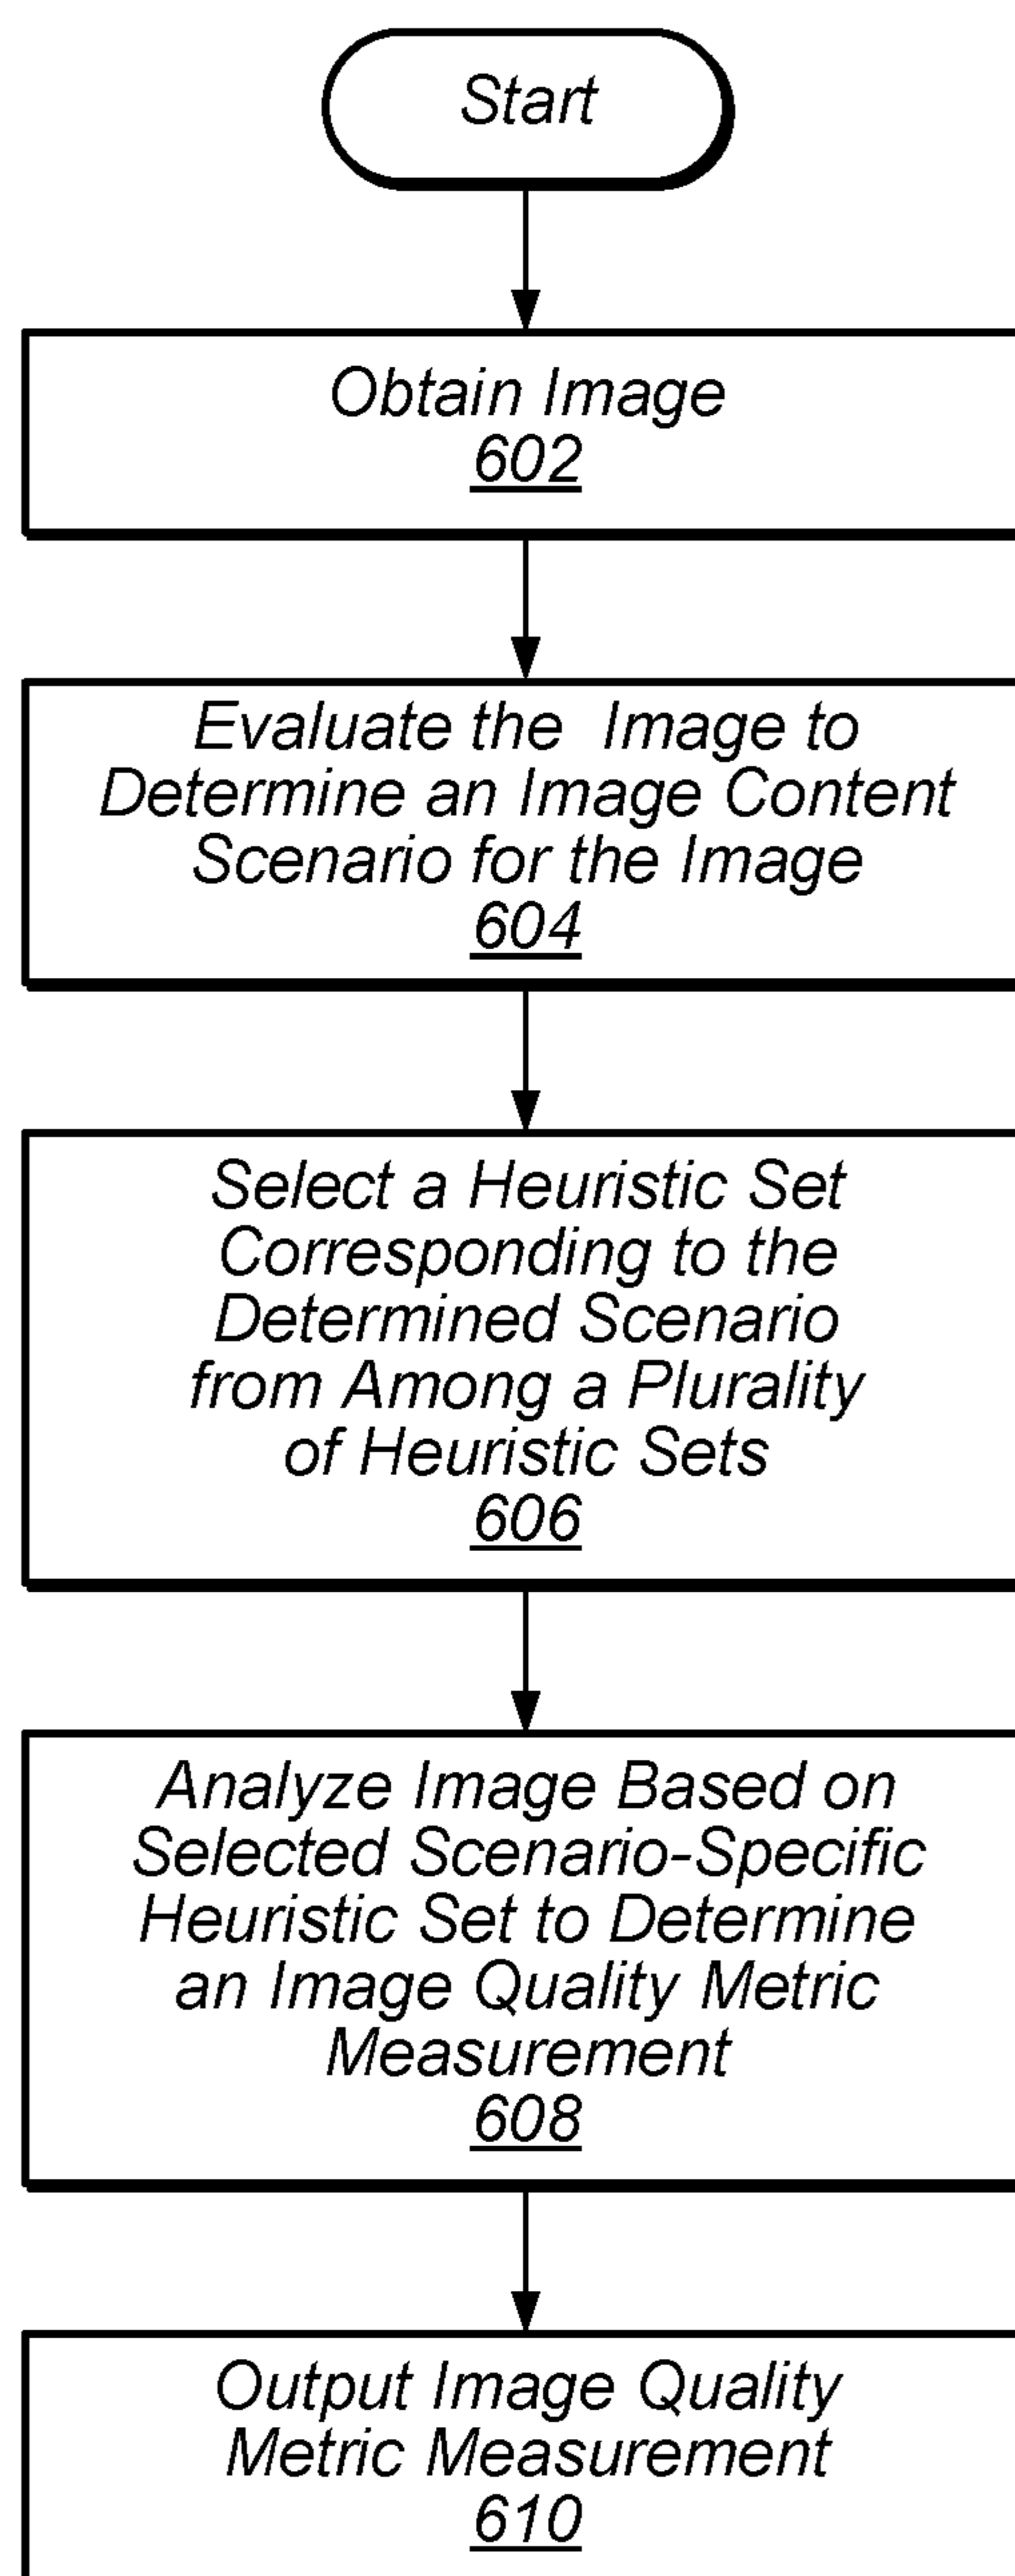 Start
Obtain Image
602
Evaluate the Image to
Determine an Image Content
Scenario for the Image
604
Select a Heuristic Set
Corresponding to the
Determined Scenario
from Among a Plurality
of Heuristic Sets
606
Analyze Image Based on
Selected Scenario-Specific
Heuristic Set to Determine
an Image Quality Metric
Measurement
608
Output Image Quality
Metric Measurement
610